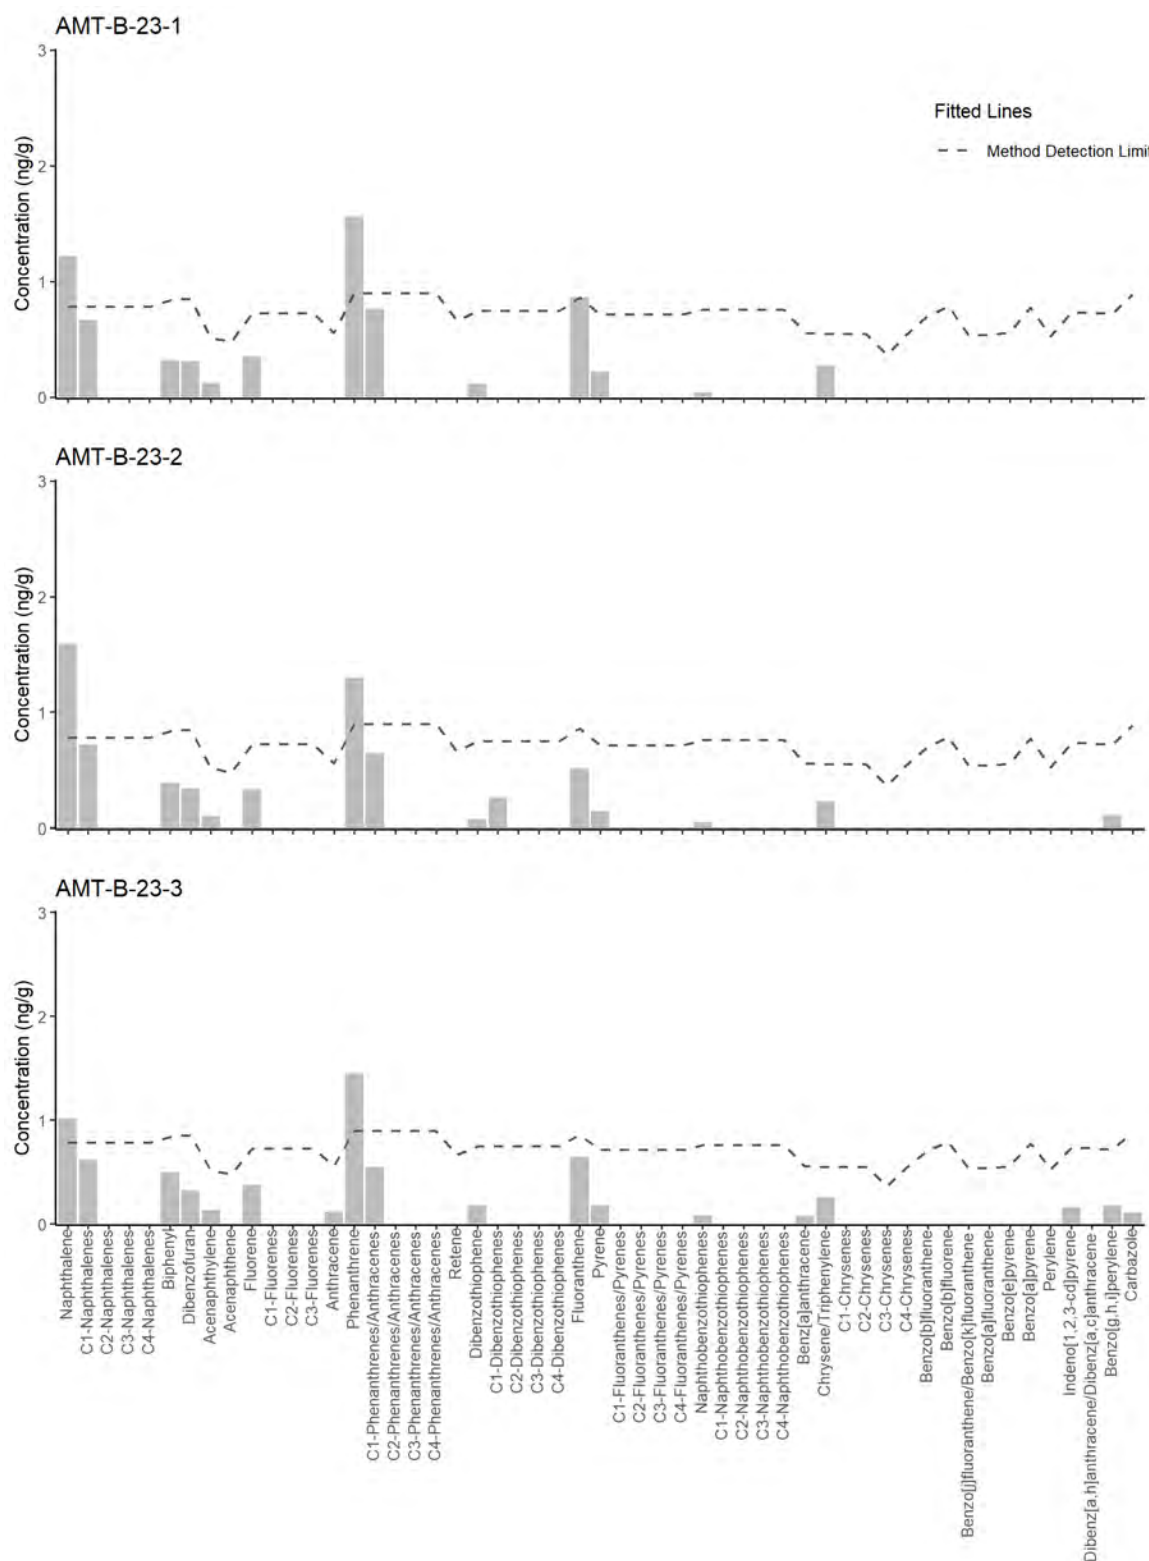 AMT-B-23-1
3
2
1
0
Concentration (ng/g)
Fitted Lines
Method Detection Limit
AMT-B-23-2
3
2
1
0
Concentration (ng/g)
AMT-B-23-3
3
2
1
0
Concentration (ng/g)
Naphthalene
C1-Naphthalenes
C2-Naphthalenes
C3-Naphthalenes
C4-Naphthalenes
Biphenyl
Dibenzofuran
Acenaphthylene
Acenaphthene
Fluorene
C1-Fluorenes
C2-Fluorenes
C3-Fluorenes
Anthracene
Phenanthrene
C1-Phenanthrenes/Anthracenes
C2-Phenanthrenes/Anthracenes
C3-Phenanthrenes/Anthracenes
C4-Phenanthrenes/Anthracenes
Retene
Dibenzothiophene
C1-Dibenzothiophenes
C2-Dibenzothiophenes
C3-Dibenzothiophenes
C4-Dibenzothiophenes
Fluoranthene
Pyrene
C1-Fluoranthenes/Pyrenes
C2-Fluoranthenes/Pyrenes
C3-Fluoranthenes/Pyrenes
C4-Fluoranthenes/Pyrenes
Naphthobenzothiophenes
C1-Naphthobenzothiophenes
C2-Naphthobenzothiophenes
C3-Naphthobenzothiophenes
C4-Naphthobenzothiophenes
Benz[a]anthracene
Chrysene/Triphenylene
C1-Chrysenes
C2-Chrysenes
C3-Chrysenes
C4-Chrysenes
Benzo[b]fluoranthene
Benzo[b]fluorene
Benzo[j]fluoranthene/Benzo[k]fluoranthene
Benzo[a]fluoranthene
Benzo[e]pyrene
Benzo[a]pyrene
Perylene
Indeno[1,2,3-cd]pyrene
Dibenz[a,h]anthracene/Dibenz[a,c]anthracene
Benzo[g,h,i]perylene
Carbazole